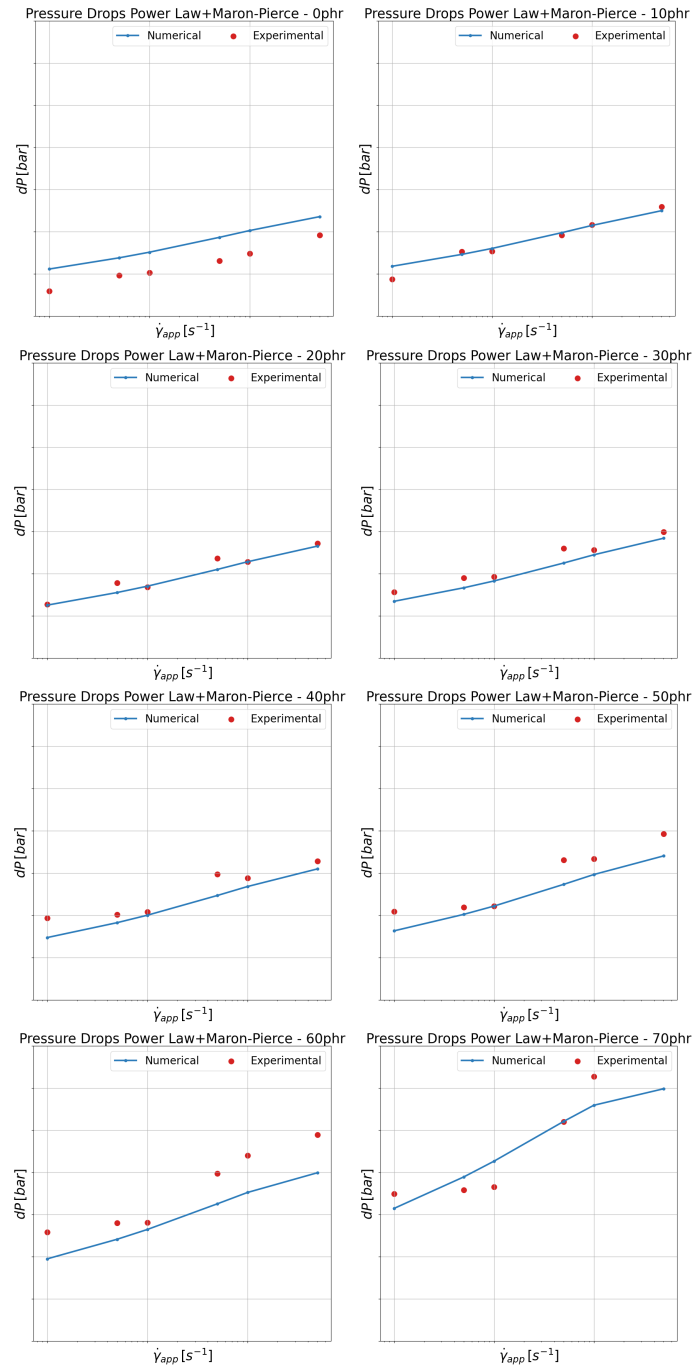 Pressure Drops Power Law+Maron-Pierce - 0phr
Numerical Experimental
dP [bar]
γ̇app [s⁻¹]
Pressure Drops Power Law+Maron-Pierce - 10phr
Numerical Experimental
dP [bar]
γ̇app [s⁻¹]
Pressure Drops Power Law+Maron-Pierce - 20phr
Numerical Experimental
dP [bar]
γ̇app [s⁻¹]
Pressure Drops Power Law+Maron-Pierce - 30phr
Numerical Experimental
dP [bar]
γ̇app [s⁻¹]
Pressure Drops Power Law+Maron-Pierce - 40phr
Numerical Experimental
dP [bar]
γ̇app [s⁻¹]
Pressure Drops Power Law+Maron-Pierce - 50phr
Numerical Experimental
dP [bar]
γ̇app [s⁻¹]
Pressure Drops Power Law+Maron-Pierce - 60phr
Numerical Experimental
dP [bar]
γ̇app [s⁻¹]
Pressure Drops Power Law+Maron-Pierce - 70phr
Numerical Experimental
dP [bar]
γ̇app [s⁻¹]